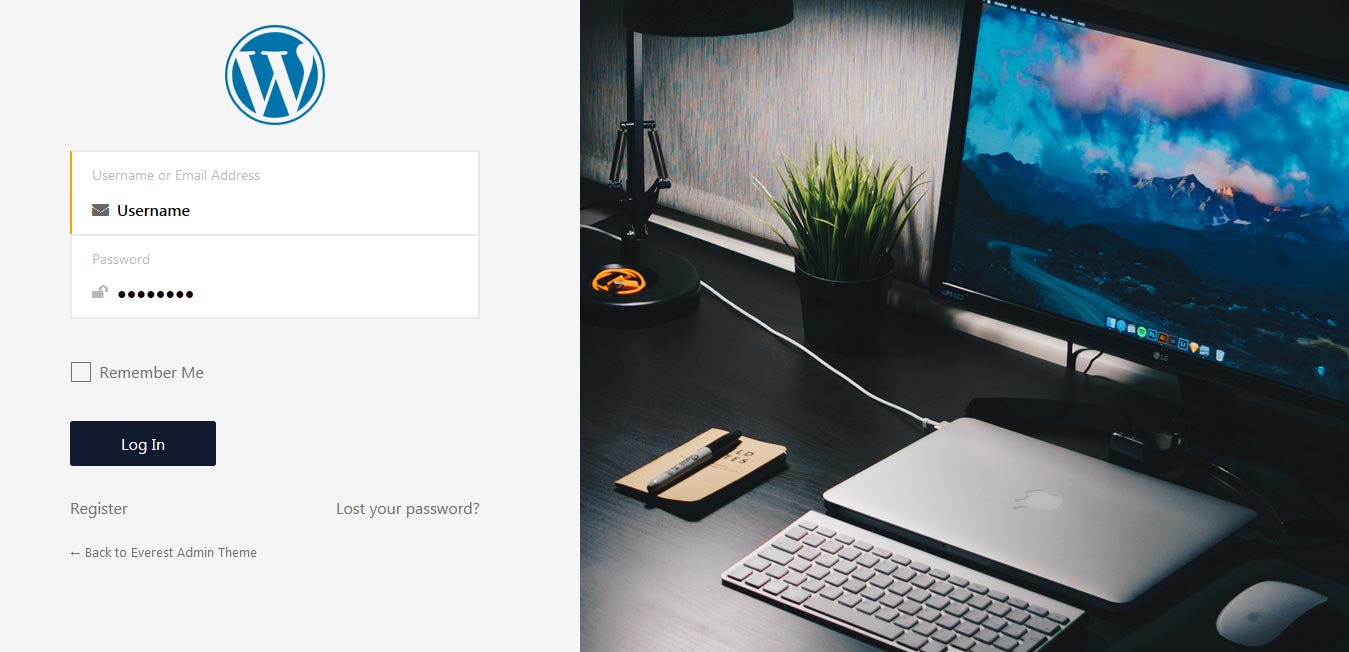 Username or Email Address
Username
Password
Remember Me
Log In
Register
Lost your password?
← Back to Everest Admin Theme
LG